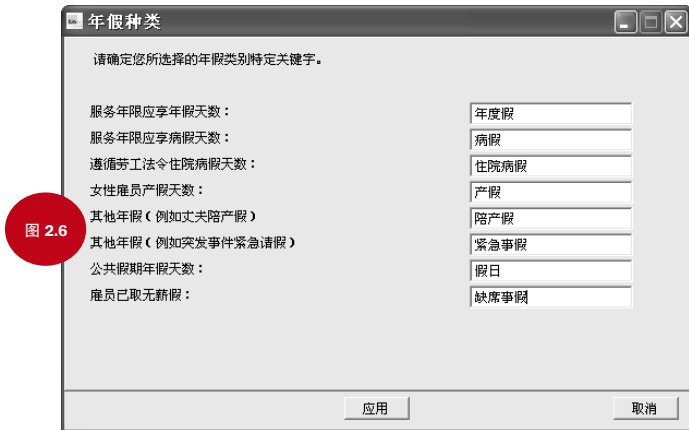 年假种类
请确定您所选择的年假类别特定关键字。
服务年限应享年假天数： 年度假
服务年限应享病假天数： 病假
遵循劳工法令住院病假天数： 住院病假
女性雇员产假天数： 产假
其他年假（例如丈夫陪产假） 陪产假
图 2.6
其他年假（例如突发事件紧急请假） 紧急事假
公共假期年假天数： 假日
雇员已取无薪假： 缺席事假
应用 取消